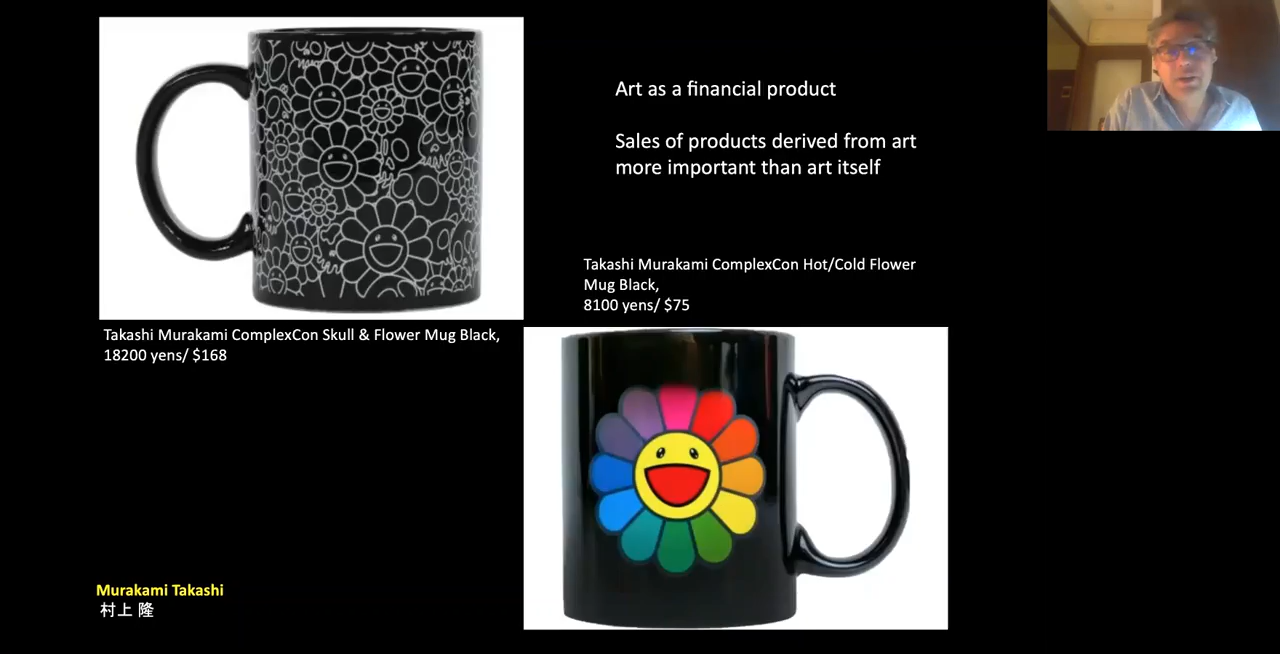 Art as a financial product
Sales of products derived from art
more important than art itself
Takashi Murakami ComplexCon Hot/Cold Flower
Mug Black,
8100 yens/ $75
Takashi Murakami ComplexCon Skull & Flower Mug Black,
18200 yens/ $168
Murakami Takashi
村上 隆